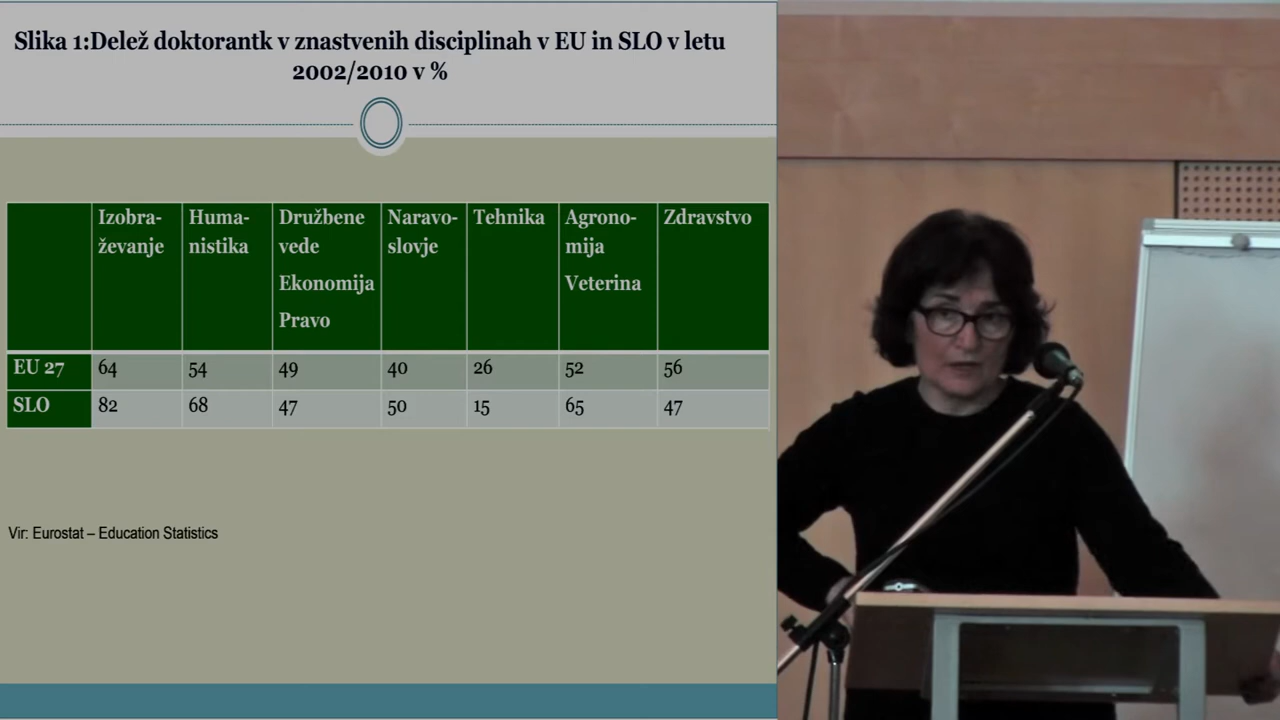 Slika 1:Delež doktorantk v znastvenih disciplinah v EU in SLO v letu
2002/2010 v %
Izobra-
ževanje
Huma-
nistika
Družbene
vede
Ekonomija
Pravo
Naravo-
slovje
Tehnika
Agrono-
mija
Veterina
Zdravstvo
EU 27 64 54 49 40 26 52 56
SLO 82 68 47 50 15 65 47
Vir: Eurostat – Education Statistics